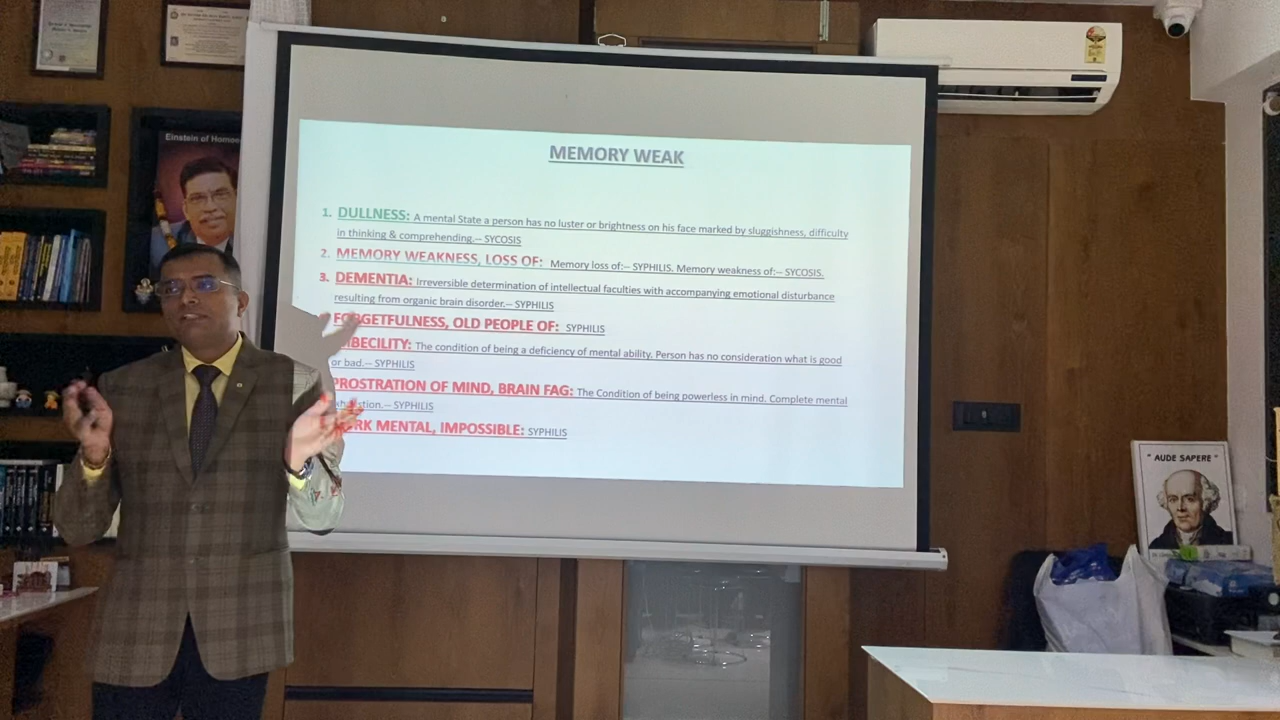 Einstein of Homeo
MEMORY WEAK
1. DULLNESS: A mental State a person has no luster or brightness on his face marked by sluggishness, difficulty
in thinking & comprehending.-- SYCOSIS
2. MEMORY WEAKNESS, LOSS OF: Memory loss of:-- SYPHILIS. Memory weakness of:-- SYCOSIS.
3. DEMENTIA: Irreversible determination of intellectual faculties with accompanying emotional disturbance
resulting from organic brain disorder.-- SYPHILIS
FORGETFULNESS, OLD PEOPLE OF: SYPHILIS
BECILITY: The condition of being a deficiency of mental ability. Person has no consideration what is good
or bad.-- SYPHILIS
PROSTRATION OF MIND, BRAIN FAG: The Condition of being powerless in mind. Complete mental
SYPHILIS
RK MENTAL, IMPOSSIBLE: SYPHILIS
" AUDE SAPERE "